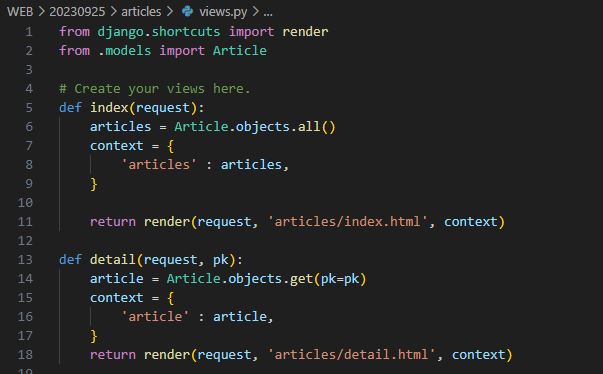 WEB > 20230925 > articles > views.py > ...
1 from django.shortcuts import render
2 from .models import Article
3
4 # Create your views here.
5 def index(request):
6     articles = Article.objects.all()
7     context = {
8         'articles' : articles,
9     }
10
11     return render(request, 'articles/index.html', context)
12
13 def detail(request, pk):
14     article = Article.objects.get(pk=pk)
15     context = {
16         'article' : article,
17     }
18     return render(request, 'articles/detail.html', context)
19